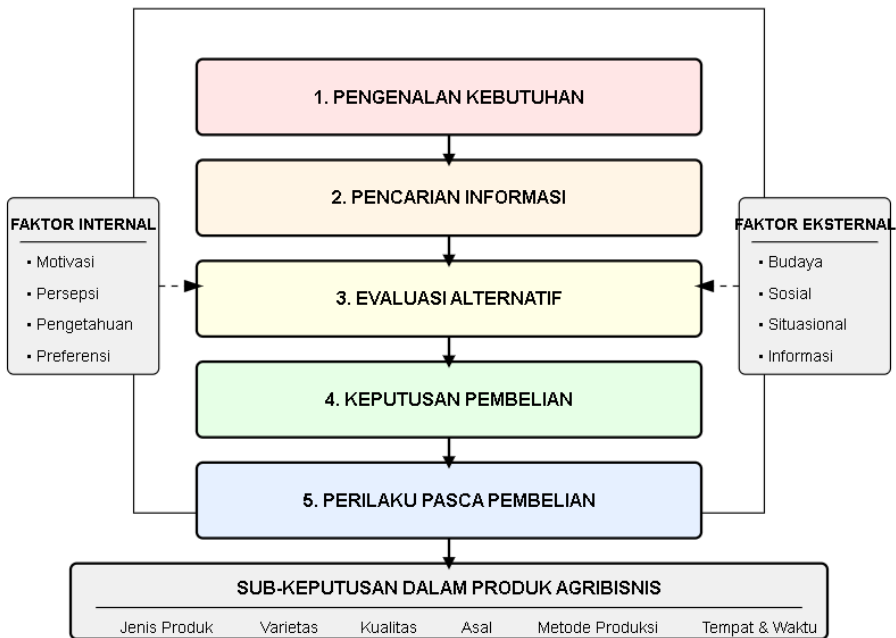 1. PENGENALAN KEBUTUHAN
2. PENCARIAN INFORMASI
FAKTOR INTERNAL
• Motivasi
• Persepsi
• Pengetahuan
• Preferensi
3. EVALUASI ALTERNATIF
FAKTOR EKSTERNAL
• Budaya
• Sosial
• Situasional
• Informasi
4. KEPUTUSAN PEMBELIAN
5. PERILAKU PASCA PEMBELIAN
SUB-KEPUTUSAN DALAM PRODUK AGRIBISNIS
Jenis Produk Varietas Kualitas Asal Metode Produksi Tempat & Waktu